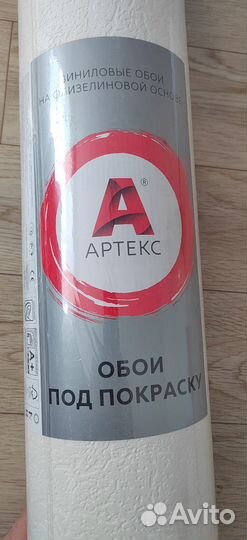 ВИНИЛОВЫЕ ОБОИ
НА ФЛИЗЕЛИНОВОЙ ОСНОВЕ
A®
АРТЕКС
ОБОИ
ПОД ПОКРАСКУ
A+
Avito